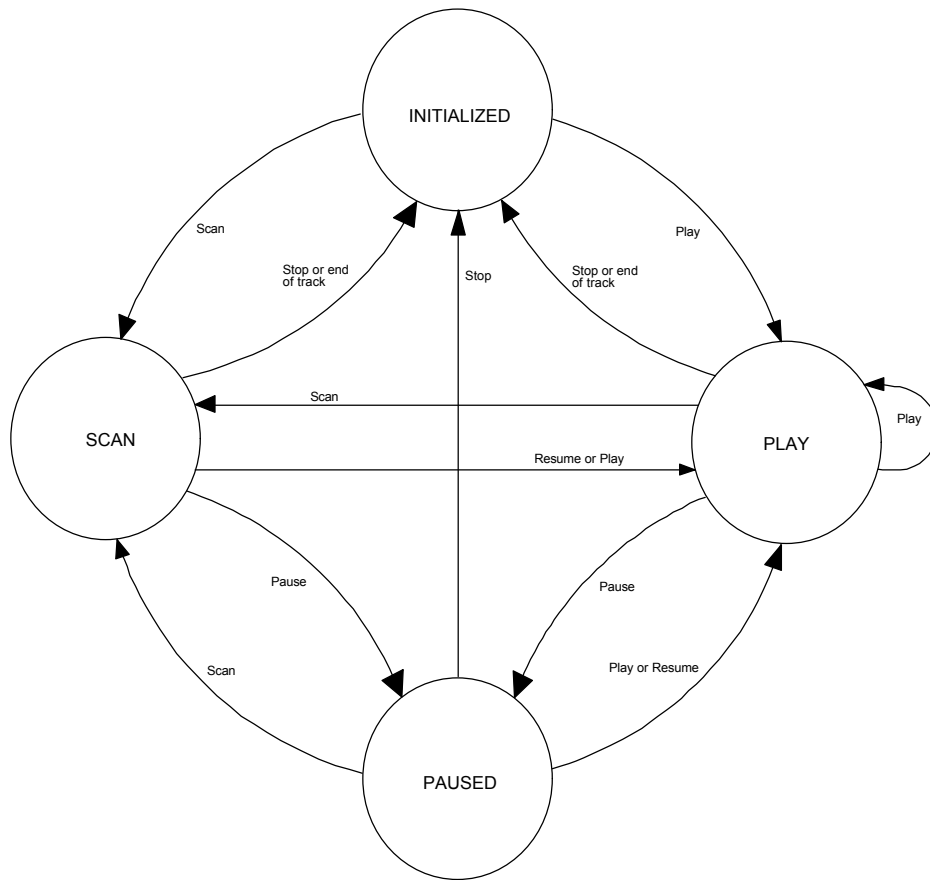 INITIALIZED
Scan
Play
Stop or end
of track
Stop
Stop or end
of track
Scan
Play
SCAN
PLAY
Resume or Play
Pause
Pause
Scan
Play or Resume
PAUSED